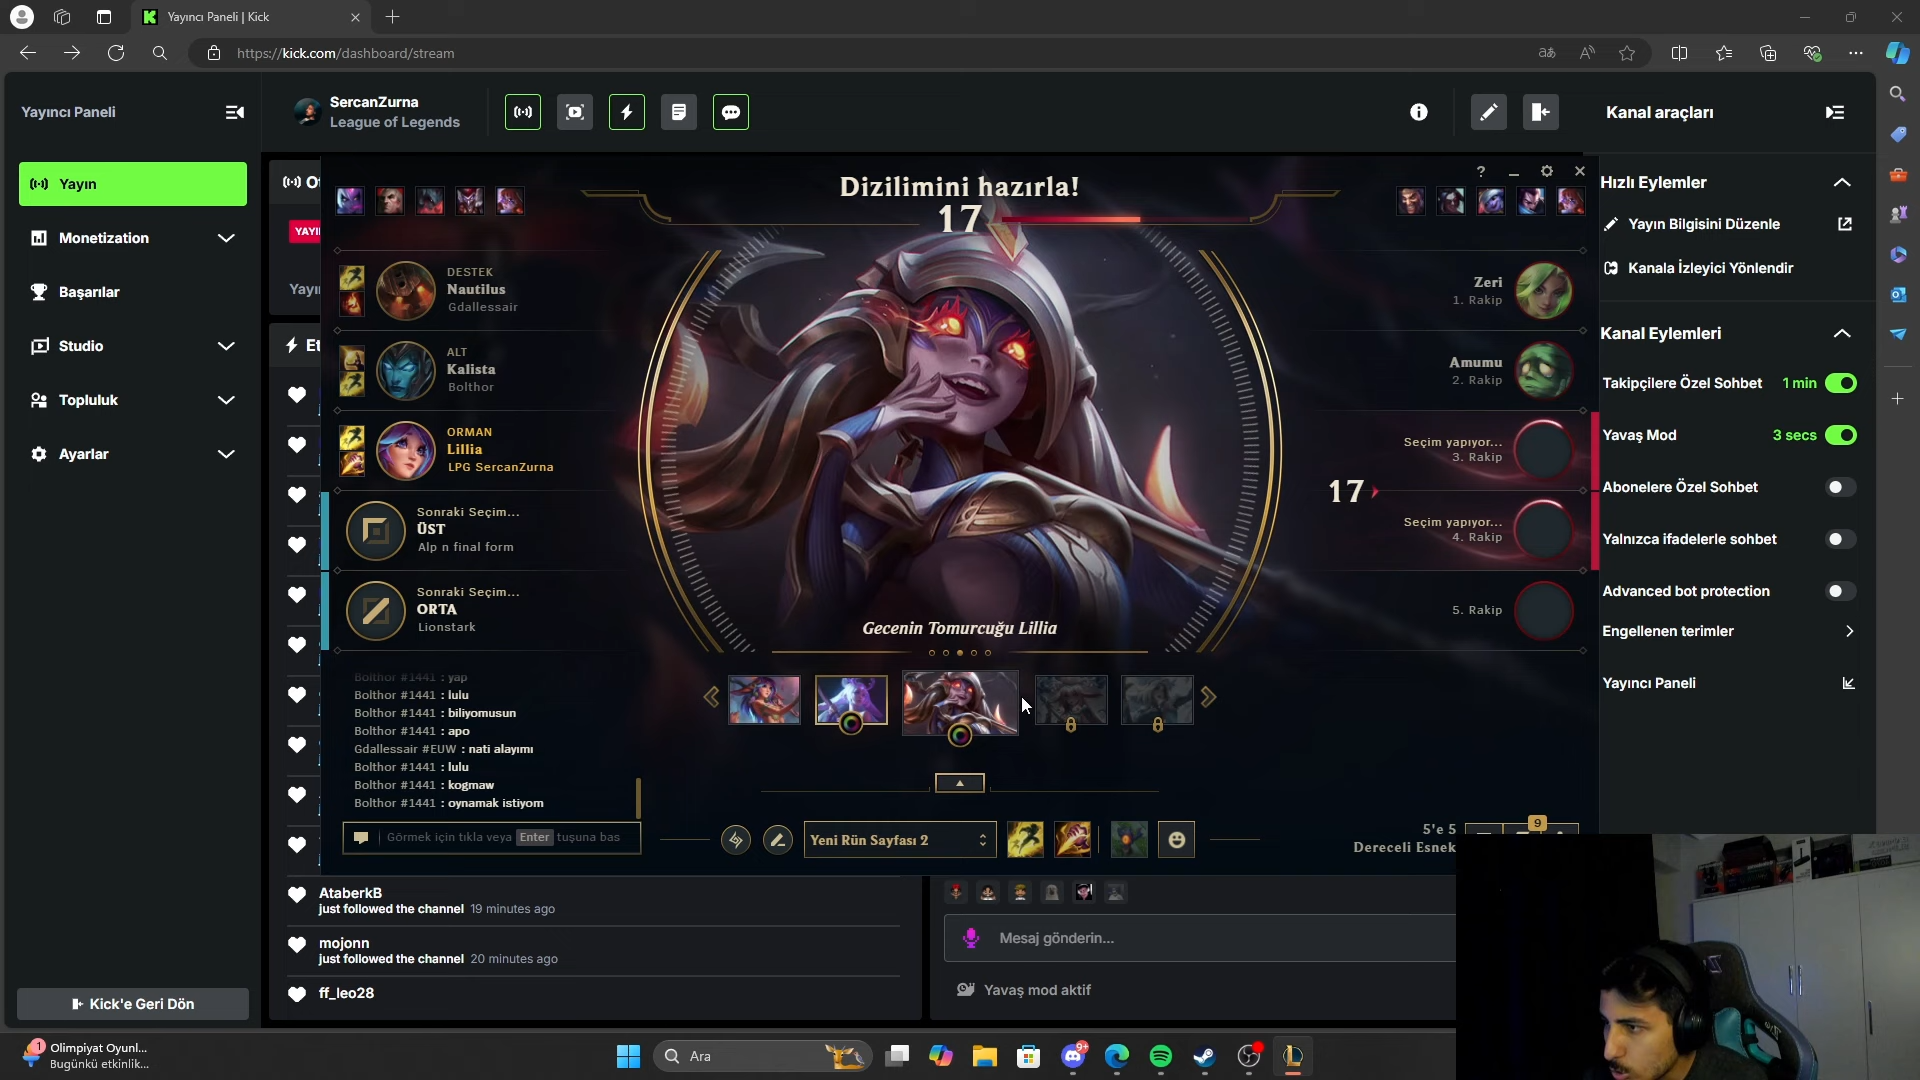 Yayıncı Paneli | Kick
https://kick.com/dashboard/stream
Yayıncı Paneli
SercanZurna
League of Legends
Kanal araçları
Yayın
Monetization
Başarılar
Studio
Topluluk
Ayarlar
Kick'e Geri Dön
Dizilimini hazırla!
17
DESTEK
Nautilus
Gdallessair
ALT
Kalista
Bolthor
ORMAN
Lillia
LPG SercanZurna
Sonraki Seçim...
ÜST
Alp n final form
Sonraki Seçim...
ORTA
Lionstark
Zeri
1. Rakip
Amumu
2. Rakip
Seçim yapıyor...
3. Rakip
17
Seçim yapıyor...
4. Rakip
5. Rakip
Gecenin Tomurcuğu Lillia
Bolthor #1441 : yap
Bolthor #1441 : lulu
Bolthor #1441 : biliyomusun
Bolthor #1441 : apo
Gdallessair #EUW : nati alayımı
Bolthor #1441 : lulu
Bolthor #1441 : kogmaw
Bolthor #1441 : oynamak istiyom
Görmek için tıkla veya Enter tuşuna bas
Yeni Rün Sayfası 2
5'e 5
Dereceli Esnek
9
Hızlı Eylemler
Yayın Bilgisini Düzenle
Kanala İzleyici Yönlendir
Kanal Eylemleri
Takipçilere Özel Sohbet 1 min
Yavaş Mod 3 secs
Abonelere Özel Sohbet
Yalnızca ifadelerle sohbet
Advanced bot protection
Engellenen terimler
Yayıncı Paneli
AtaberkB
just followed the channel 19 minutes ago
mojonn
just followed the channel 20 minutes ago
ff_leo28
Mesaj gönderin...
Yavaş mod aktif
1
Olimpiyat Oyunl...
Bugünkü etkinlik...
Ara
9+